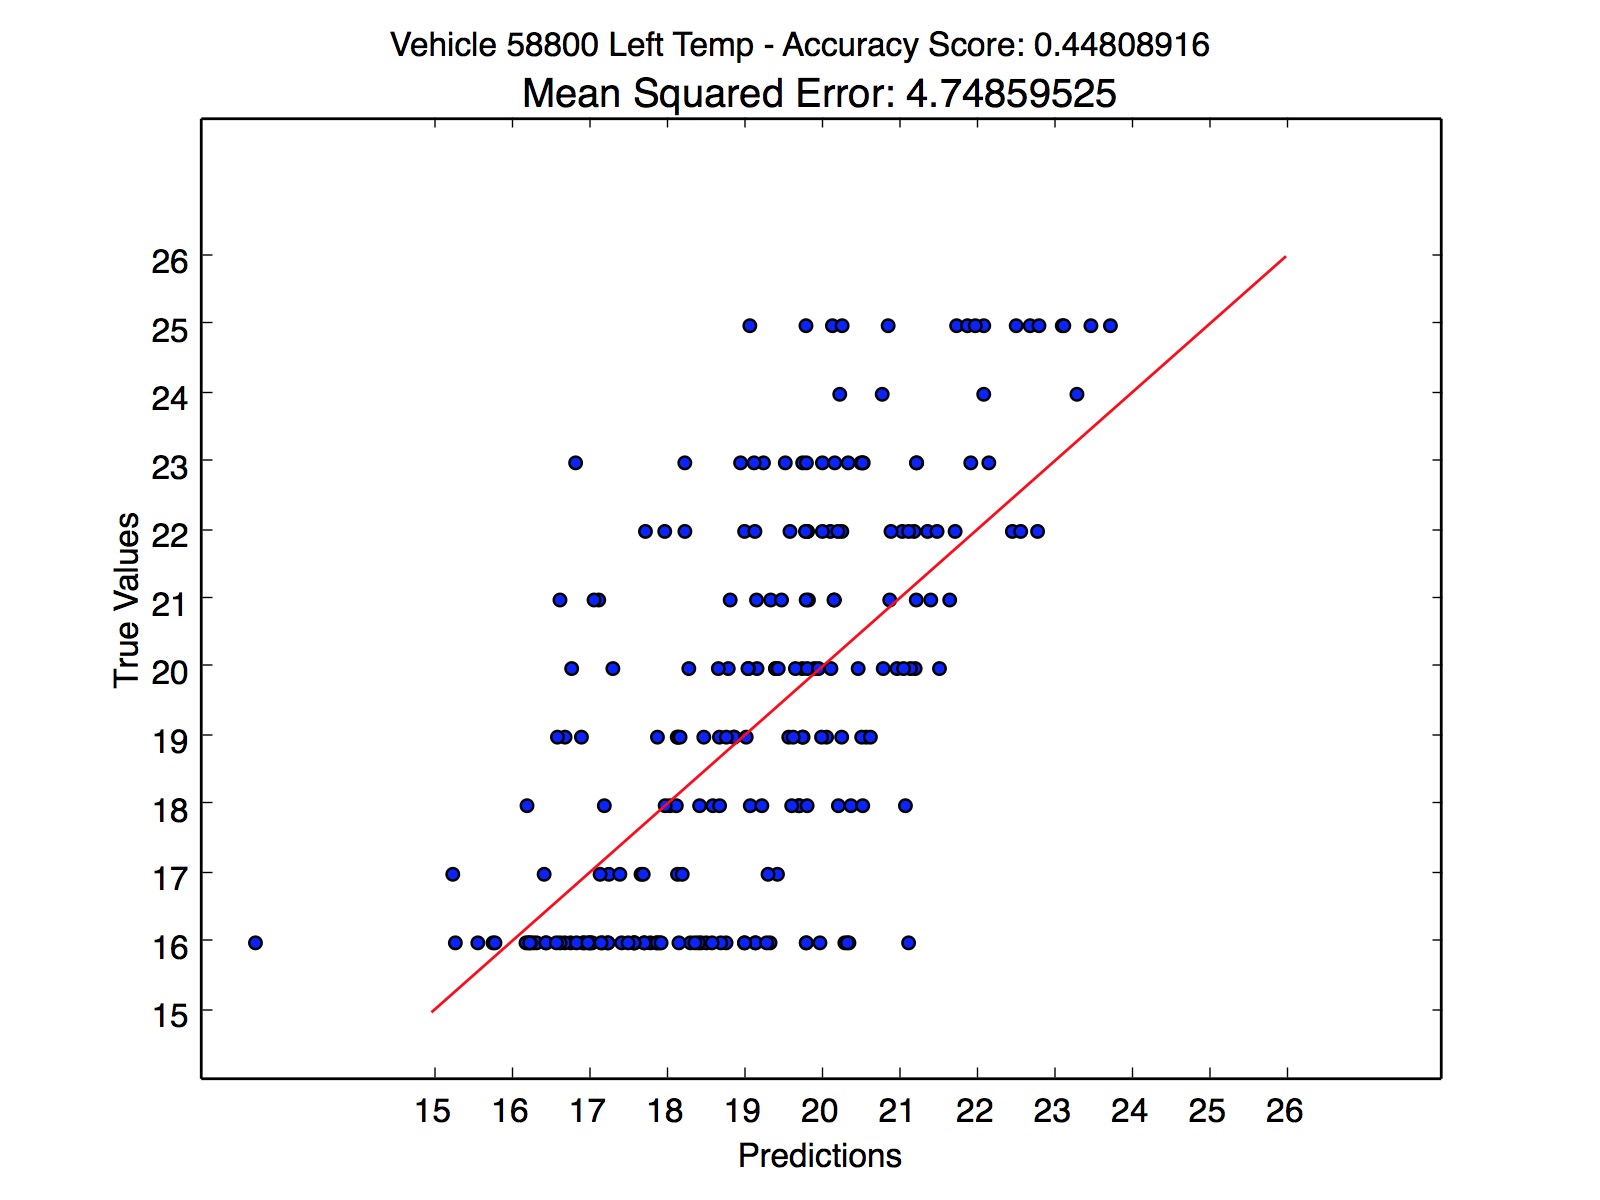 Vehicle 58800 Left Temp - Accuracy Score: 0.44808916
Mean Squared Error: 4.74859525
26
25
24
23
22
21
20
19
18
17
16
15
True Values
15 16 17 18 19 20 21 22 23 24 25 26
Predictions